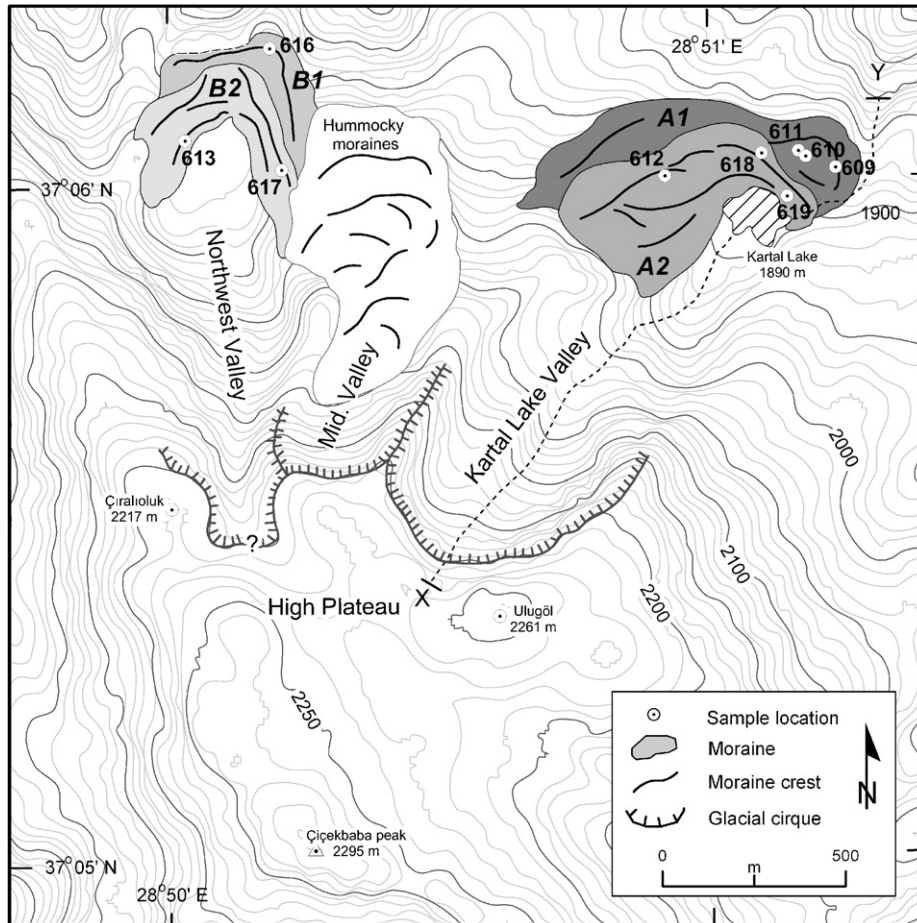 28°51' E
Y
616
B2
B1
Hummocky
moraines
A1
611
610
613
612
618
609
617
37°06' N
619
1900
Kartal Lake
1890 m
A2
Northwest Valley
Mid. Valley
Kartal Lake Valley
2000
Çıralıoluk
2217 m
?
2100
2200
X
High Plateau
Ulugöl
2261 m
2250
Sample location
Moraine
Moraine crest
Glacial cirque
N
0
m
500
Çiçekbaba peak
2295 m
37°05' N
28°50' E